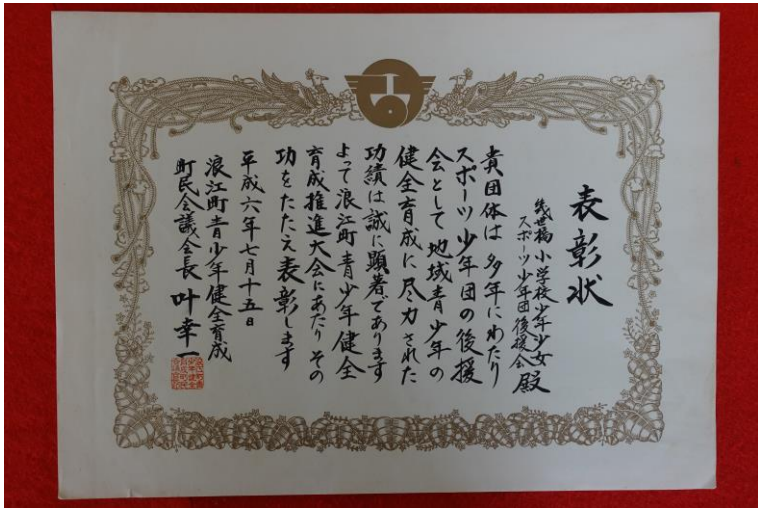 表彰状
幾世橋小学校少年少女
スポーツ少年団後援会 殿
貴団体は多年にわたり
スポーツ少年団の後援
会として地域青少年の
健全育成に尽力された
功績は誠に顕著であります
よって浪江町青少年健全
育成推進大会にあたりその
功をたたえ表彰します
平成六年七月十五日
浪江町青少年健全育成
町民会議会長 叶幸一